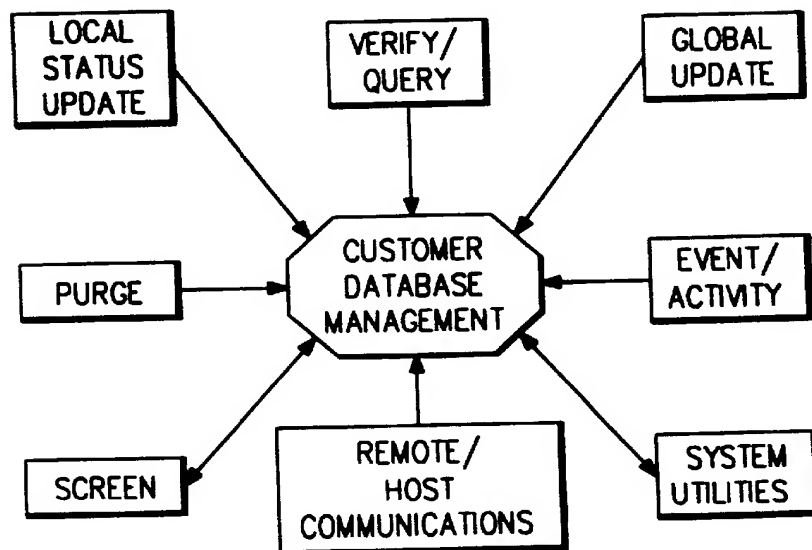 LOCAL
STATUS
UPDATE
VERIFY/
QUERY
GLOBAL
UPDATE
PURGE
CUSTOMER
DATABASE
MANAGEMENT
EVENT/
ACTIVITY
SCREEN
REMOTE/
HOST
COMMUNICATIONS
SYSTEM
UTILITIES